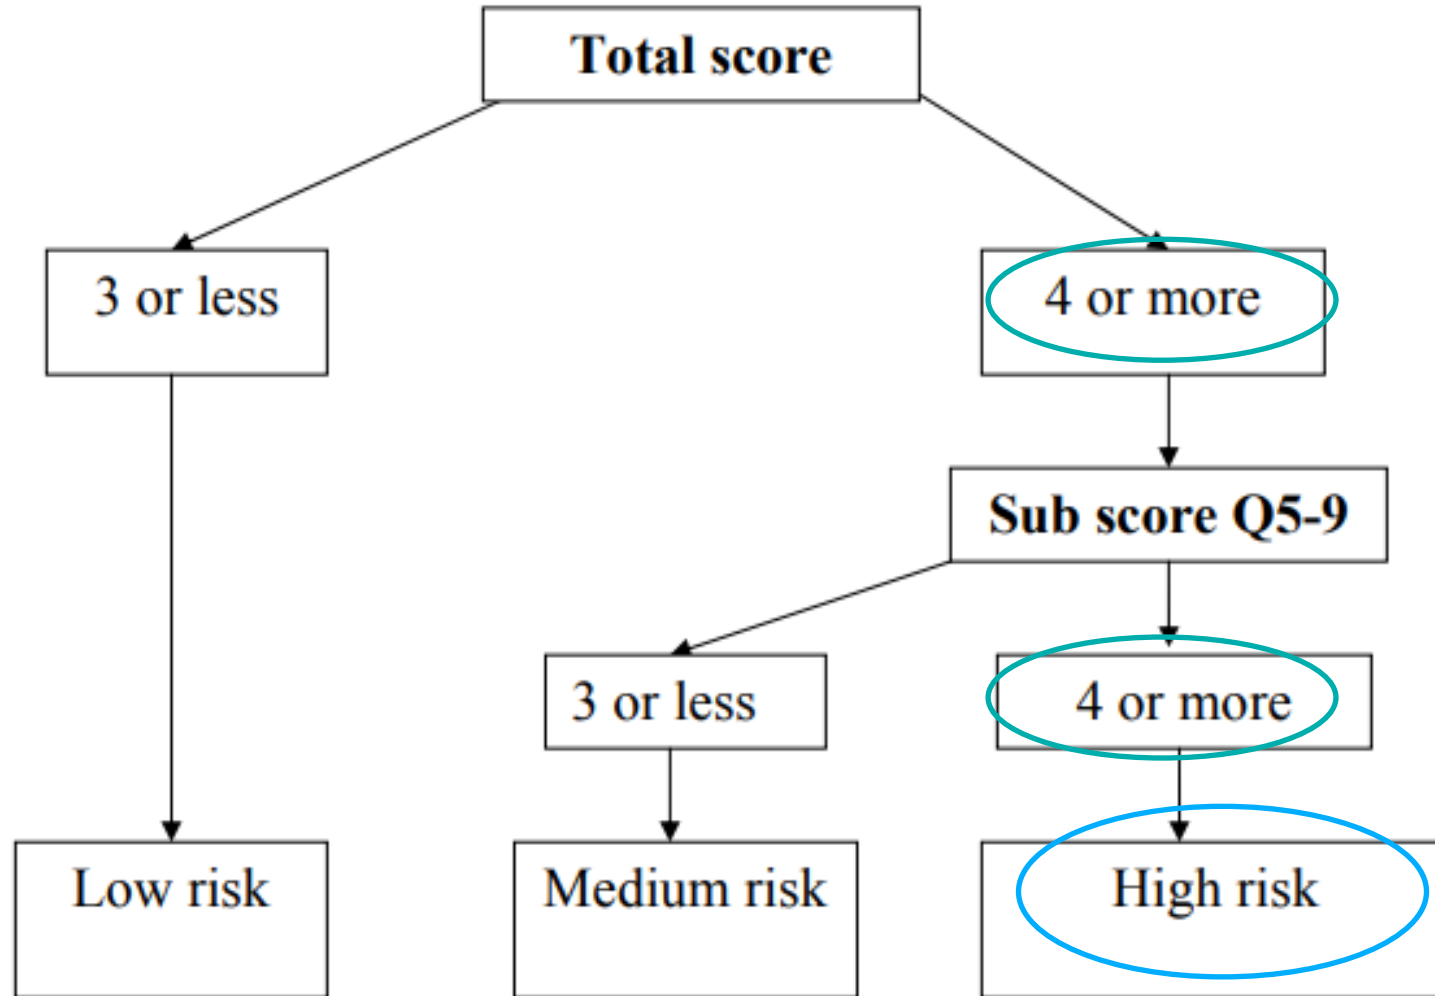 Total score
3 or less
4 or more
Sub score Q5-9
3 or less
4 or more
Low risk
Medium risk
High risk